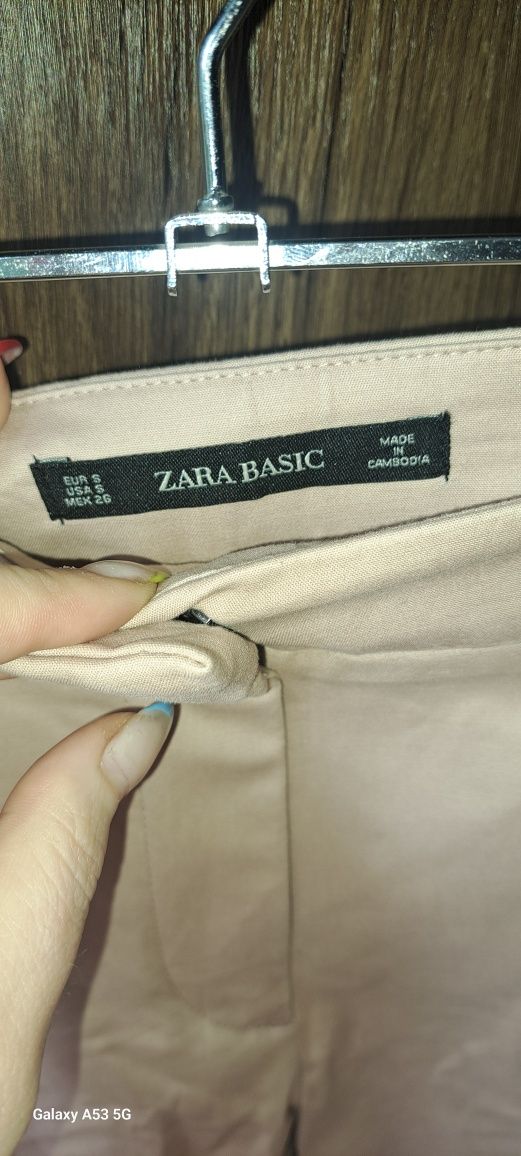 EUR S
USA S
MEX 26
ZARA BASIC
MADE
IN
CAMBODIA
Galaxy A53 5G